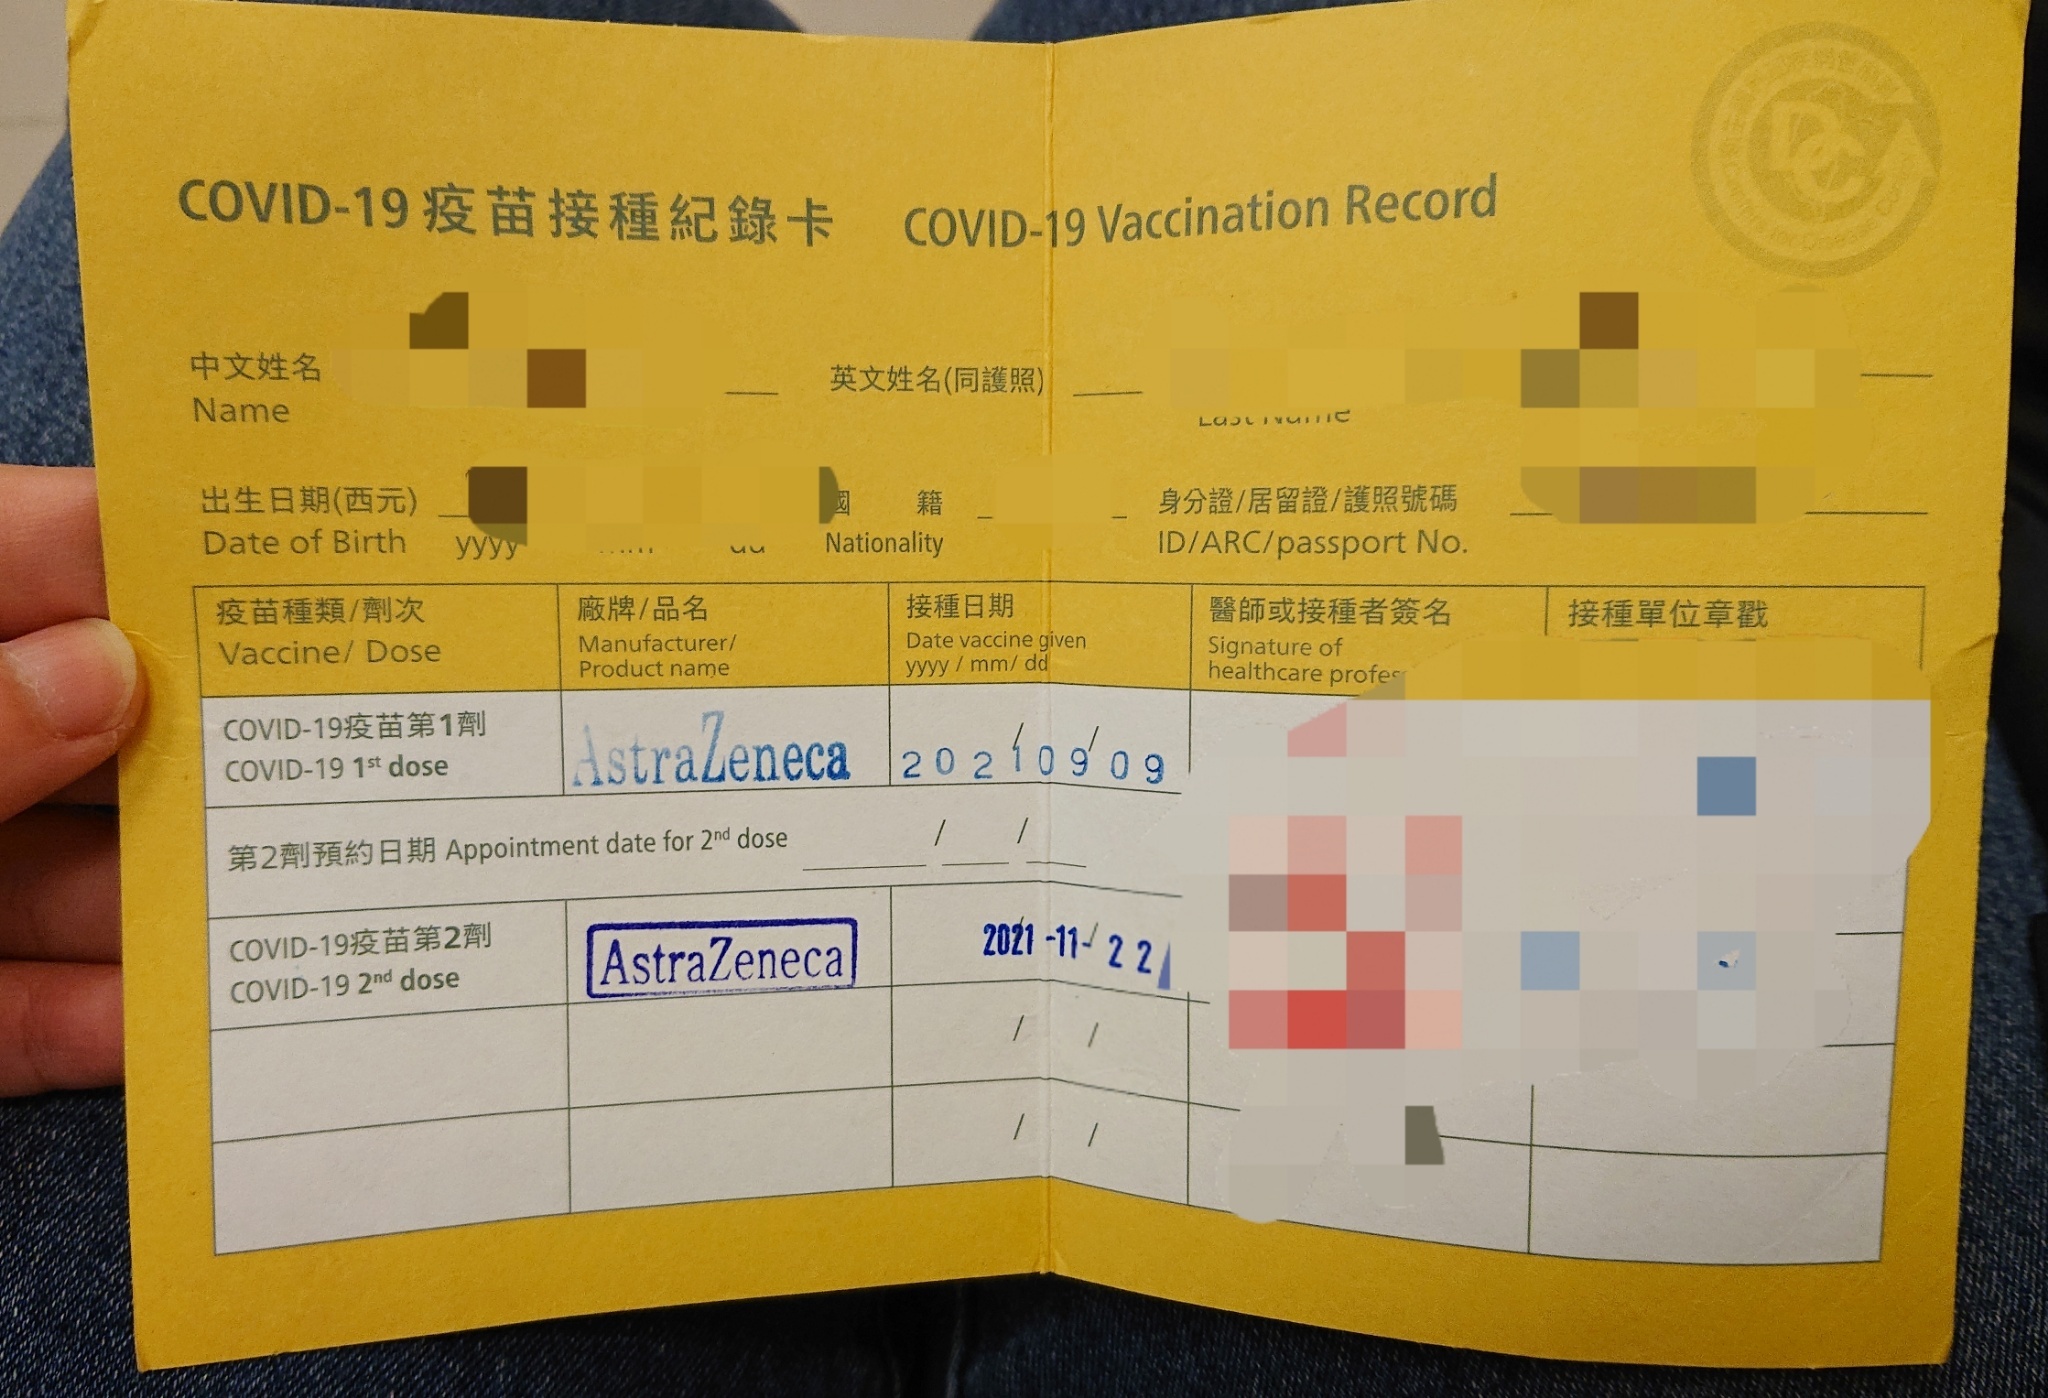 COVID-19疫苗接種紀錄卡 COVID-19 Vaccination Record
中文姓名 英文姓名(同護照)
Name Last Name
出生日期(西元) 國籍 身分證/居留證/護照號碼
Date of Birth yyyy mm dd Nationality ID/ARC/passport No.
疫苗種類/劑次 廠牌/品名 接種日期 醫師或接種者簽名 接種單位章戳
Vaccine/ Dose Manufacturer/ Date vaccine given Signature of
Product name yyyy / mm/ dd healthcare
COVID-19疫苗第1劑
COVID-19 1st dose AstraZeneca 2021/09/09
第2劑預約日期 Appointment date for 2nd dose / /
COVID-19疫苗第2劑
COVID-19 2nd dose AstraZeneca 2021-11-22
/ /
/ /